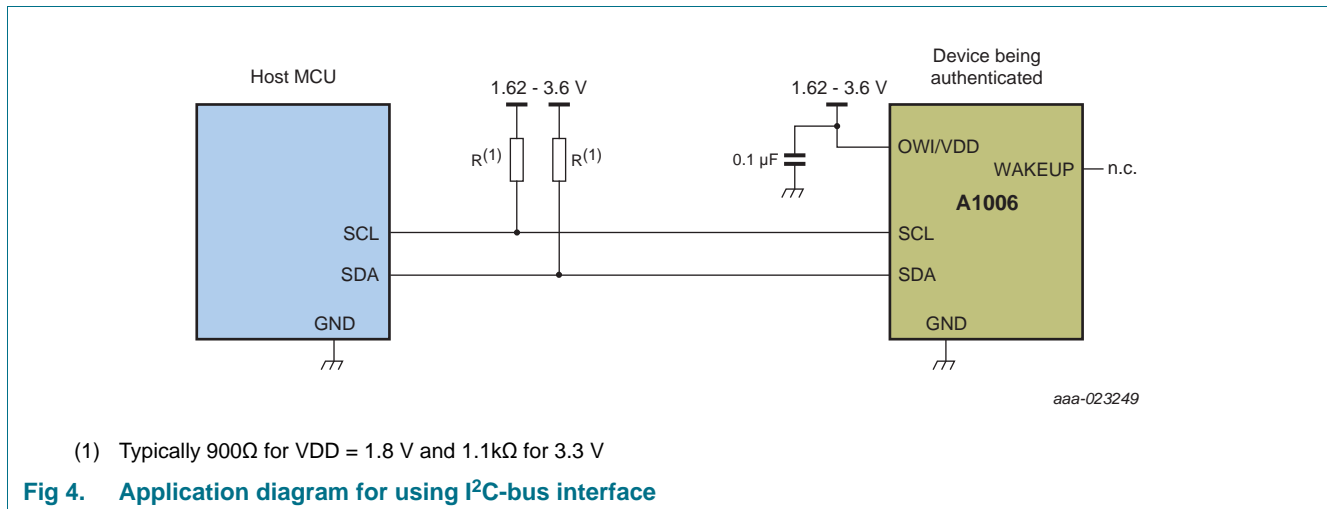 Host MCU
Device being
authenticated
1.62 - 3.6 V
1.62 - 3.6 V
R(1)
R(1)
0.1 µF
OWI/VDD
WAKEUP
n.c.
A1006
SCL
SCL
SDA
SDA
GND
GND
aaa-023249
(1) Typically 900Ω for VDD = 1.8 V and 1.1kΩ for 3.3 V
Fig 4. Application diagram for using I2C-bus interface